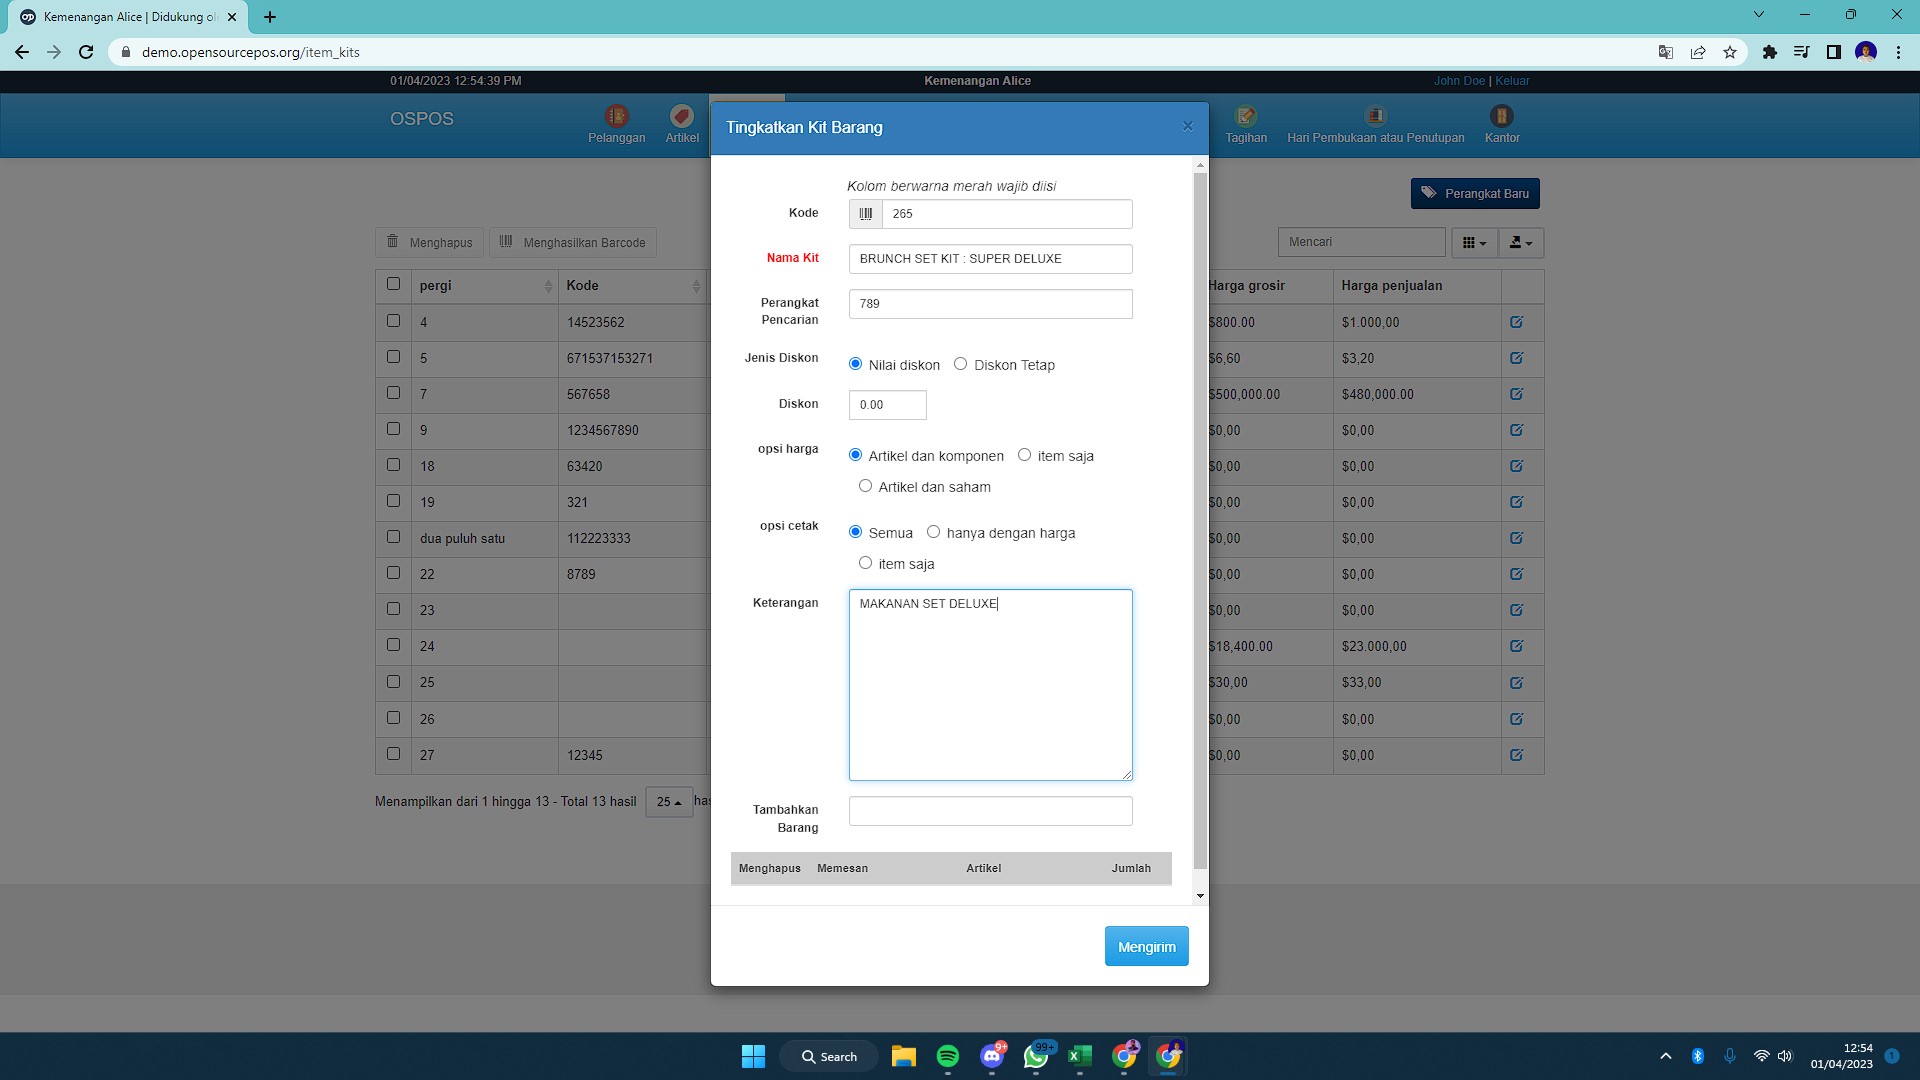 Kemenangan Alice | Didukung ol
demo.opensourcepos.org/item_kits
01/04/2023 12:54:39 PM
Kemenangan Alice
John Doe | Keluar
OSPOS
Pelanggan
Artikel
Tagihan
Hari Pembukaan atau Penutupan
Kantor
Tingkatkan Kit Barang
×
Perangkat Baru
Menghapus
Menghasilkan Barcode
Mencari
pergi Kode Harga grosir Harga penjualan
4 14523562 $800.00 $1.000,00
5 671537153271 $6,60 $3,20
7 567658 $500,000.00 $480,000.00
9 1234567890 $0,00 $0,00
18 63420 $0,00 $0,00
19 321 $0,00 $0,00
dua puluh satu 112223333 $0,00 $0,00
22 8789 $0,00 $0,00
23 $0,00 $0,00
24 $18,400.00 $23.000,00
25 $30,00 $33,00
26 $0,00 $0,00
27 12345 $0,00 $0,00
Menampilkan dari 1 hingga 13 - Total 13 hasil 25 has
Kolom berwarna merah wajib diisi
Kode 265
Nama Kit BRUNCH SET KIT : SUPER DELUXE
Perangkat
Pencarian
789
Jenis Diskon Nilai diskon Diskon Tetap
Diskon 0.00
opsi harga Artikel dan komponen item saja
Artikel dan saham
opsi cetak Semua hanya dengan harga
item saja
Keterangan MAKANAN SET DELUXE
Tambahkan
Barang
Menghapus Memesan Artikel Jumlah
Mengirim
Search
9+
99+
12:54
01/04/2023
1